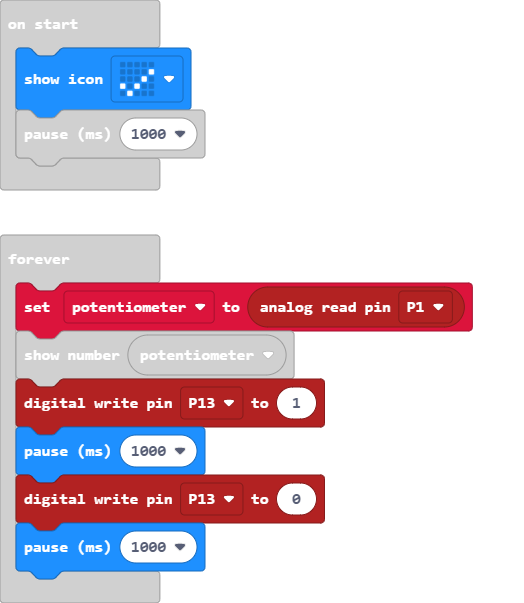 on start
show icon
pause (ms) 1000
forever
set potentiometer to analog read pin P1
show number potentiometer
digital write pin P13 to 1
pause (ms) 1000
digital write pin P13 to 0
pause (ms) 1000